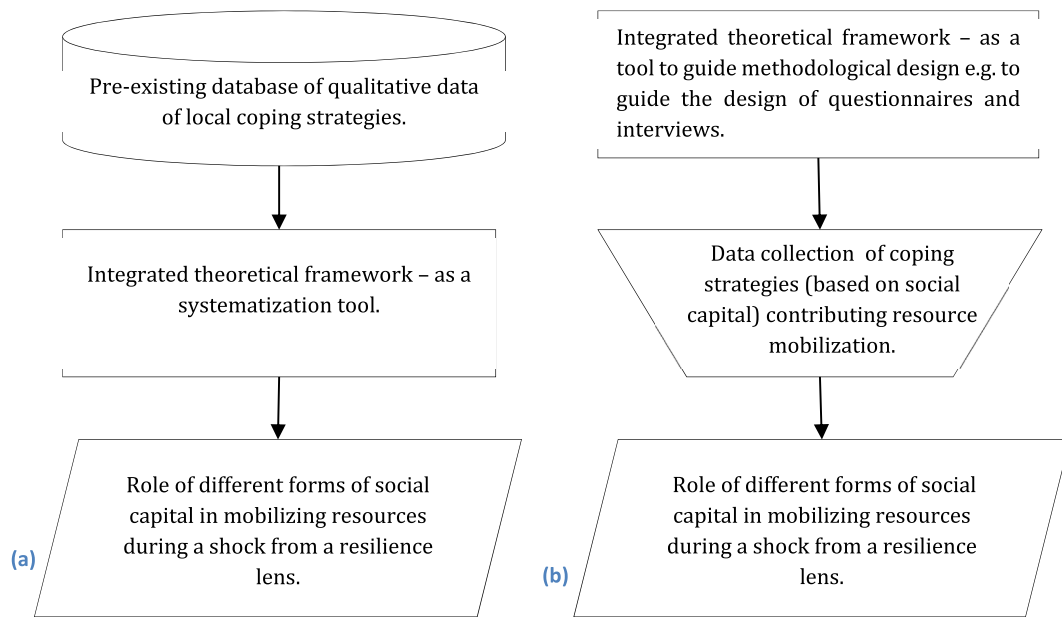 Pre-existing database of qualitative data
of local coping strategies.
Integrated theoretical framework – as a
systematization tool.
Role of different forms of social
capital in mobilizing resources
during a shock from a resilience
lens.
(a)
Integrated theoretical framework – as a
tool to guide methodological design e.g. to
guide the design of questionnaires and
interviews.
Data collection of coping
strategies (based on social
capital) contributing resource
mobilization.
Role of different forms of social
capital in mobilizing resources
during a shock from a resilience
lens.
(b)